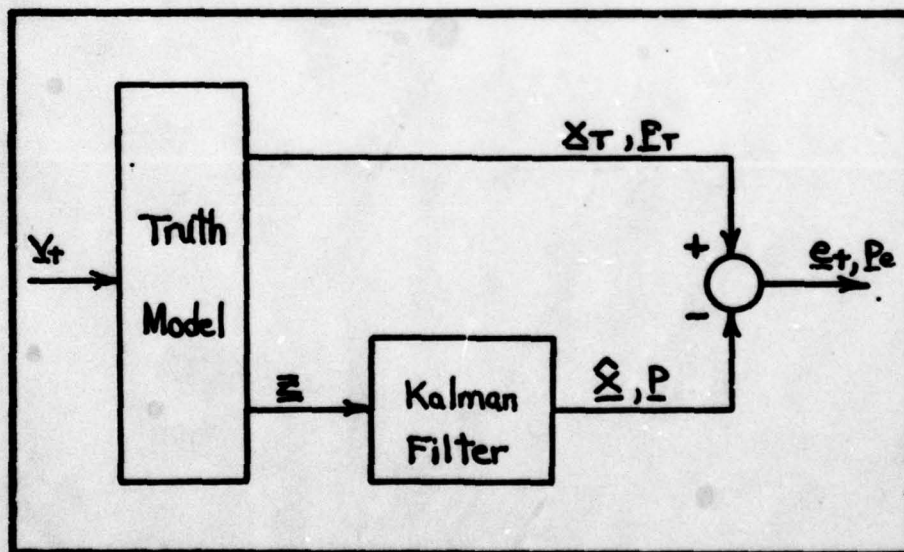 X̲T , P̲T
Truth
Model
V̲t
+
-
e̲t, P̲e
z̲
Kalman
Filter
x̲̂ , P̲